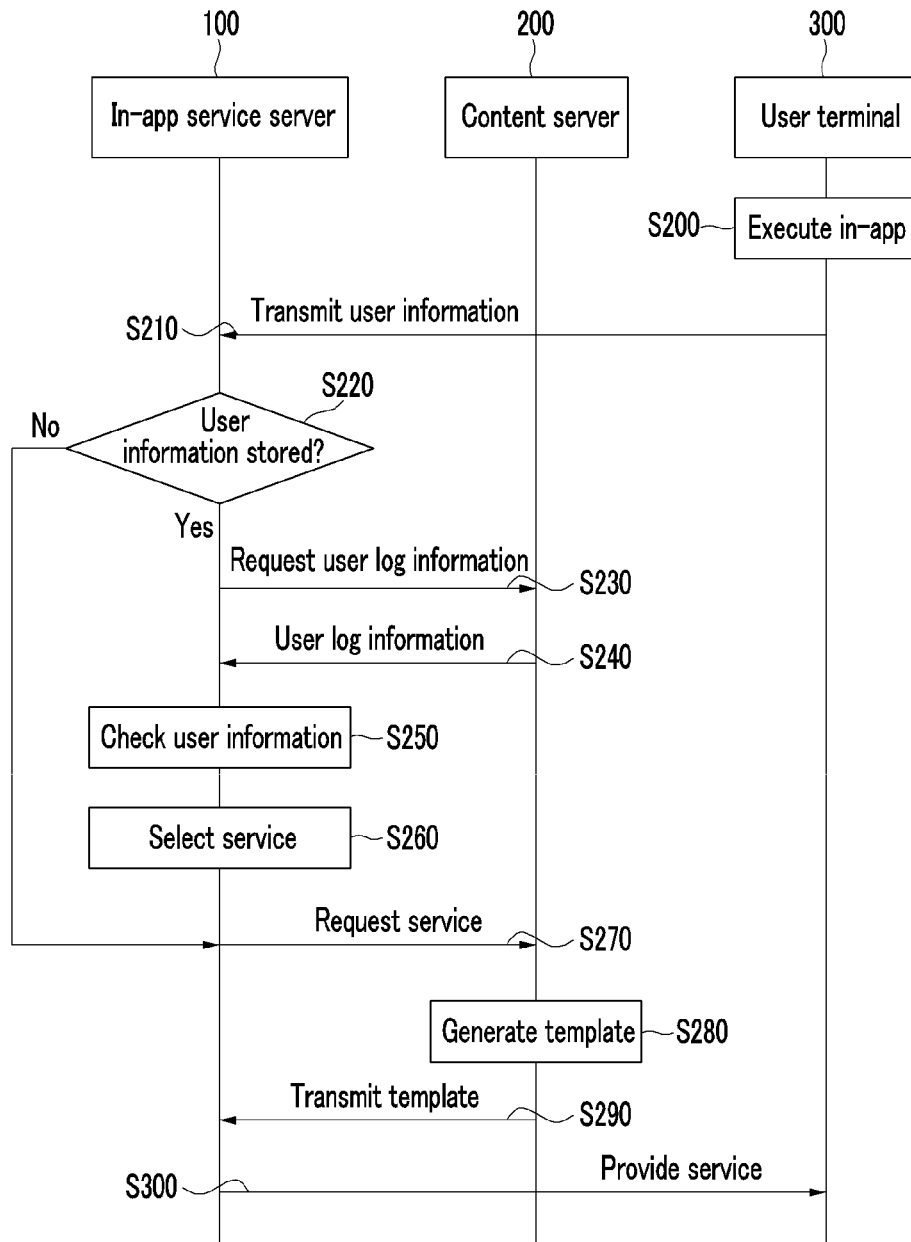 100
200
300
In-app service server
Content server
User terminal
S200
Execute in-app
Transmit user information
S210
S220
No
User
information stored?
Yes
Request user log information
S230
User log information
S240
Check user information
S250
Select service
S260
Request service
S270
Generate template
S280
Transmit template
S290
Provide service
S300